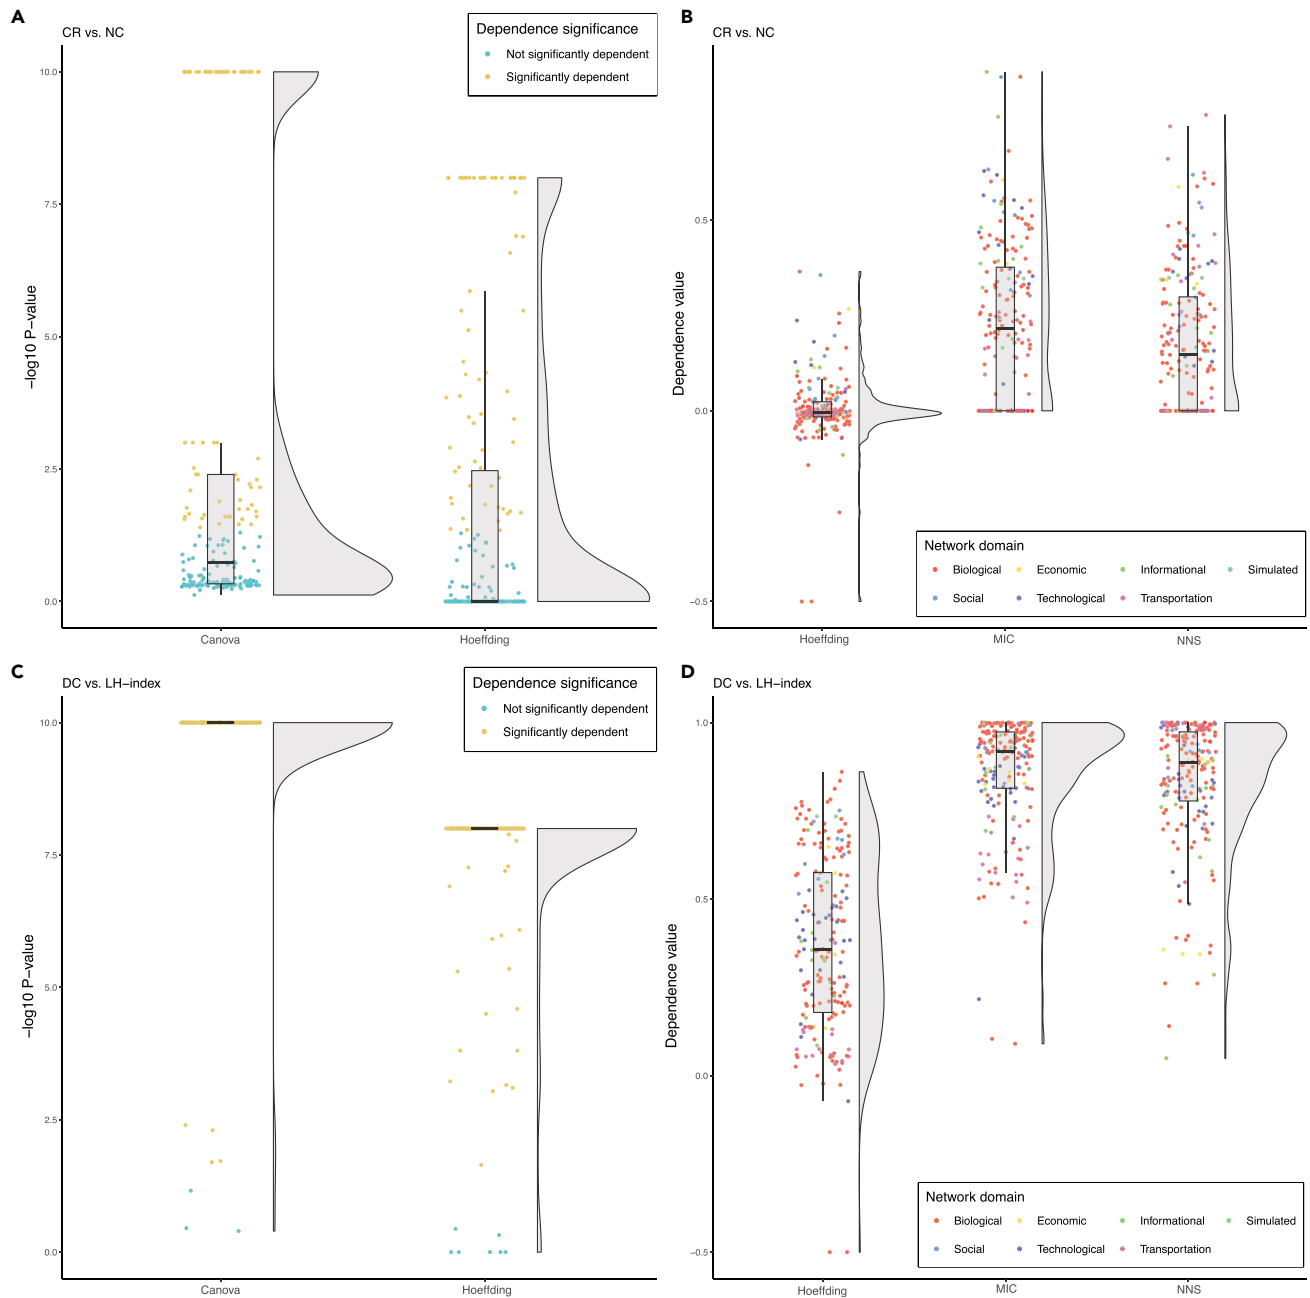 A
CR vs. NC
Dependence significance
Not significantly dependent
Significantly dependent
10.0
7.5
5.0
2.5
0.0
−log10 P−value
Canova
Hoeffding
B
CR vs. NC
0.5
0.0
−0.5
Dependence value
Network domain
Biological
Economic
Informational
Simulated
Social
Technological
Transportation
Hoeffding
MIC
NNS
C
DC vs. LH−index
Dependence significance
Not significantly dependent
Significantly dependent
10.0
7.5
5.0
2.5
0.0
−log10 P−value
Canova
Hoeffding
D
DC vs. LH−index
1.0
0.5
0.0
−0.5
Dependence value
Network domain
Biological
Economic
Informational
Simulated
Social
Technological
Transportation
Hoeffding
MIC
NNS